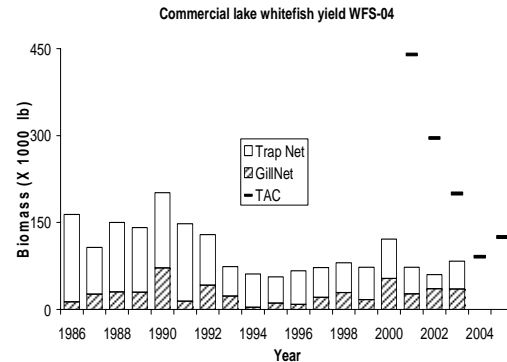 Commercial lake whitefish yield WFS-04
450
300
150
0
Biomass (X 1000 lb)
Trap Net
GillNet
TAC
1986 1988 1990 1992 1994 1996 1998 2000 2002 2004
Year